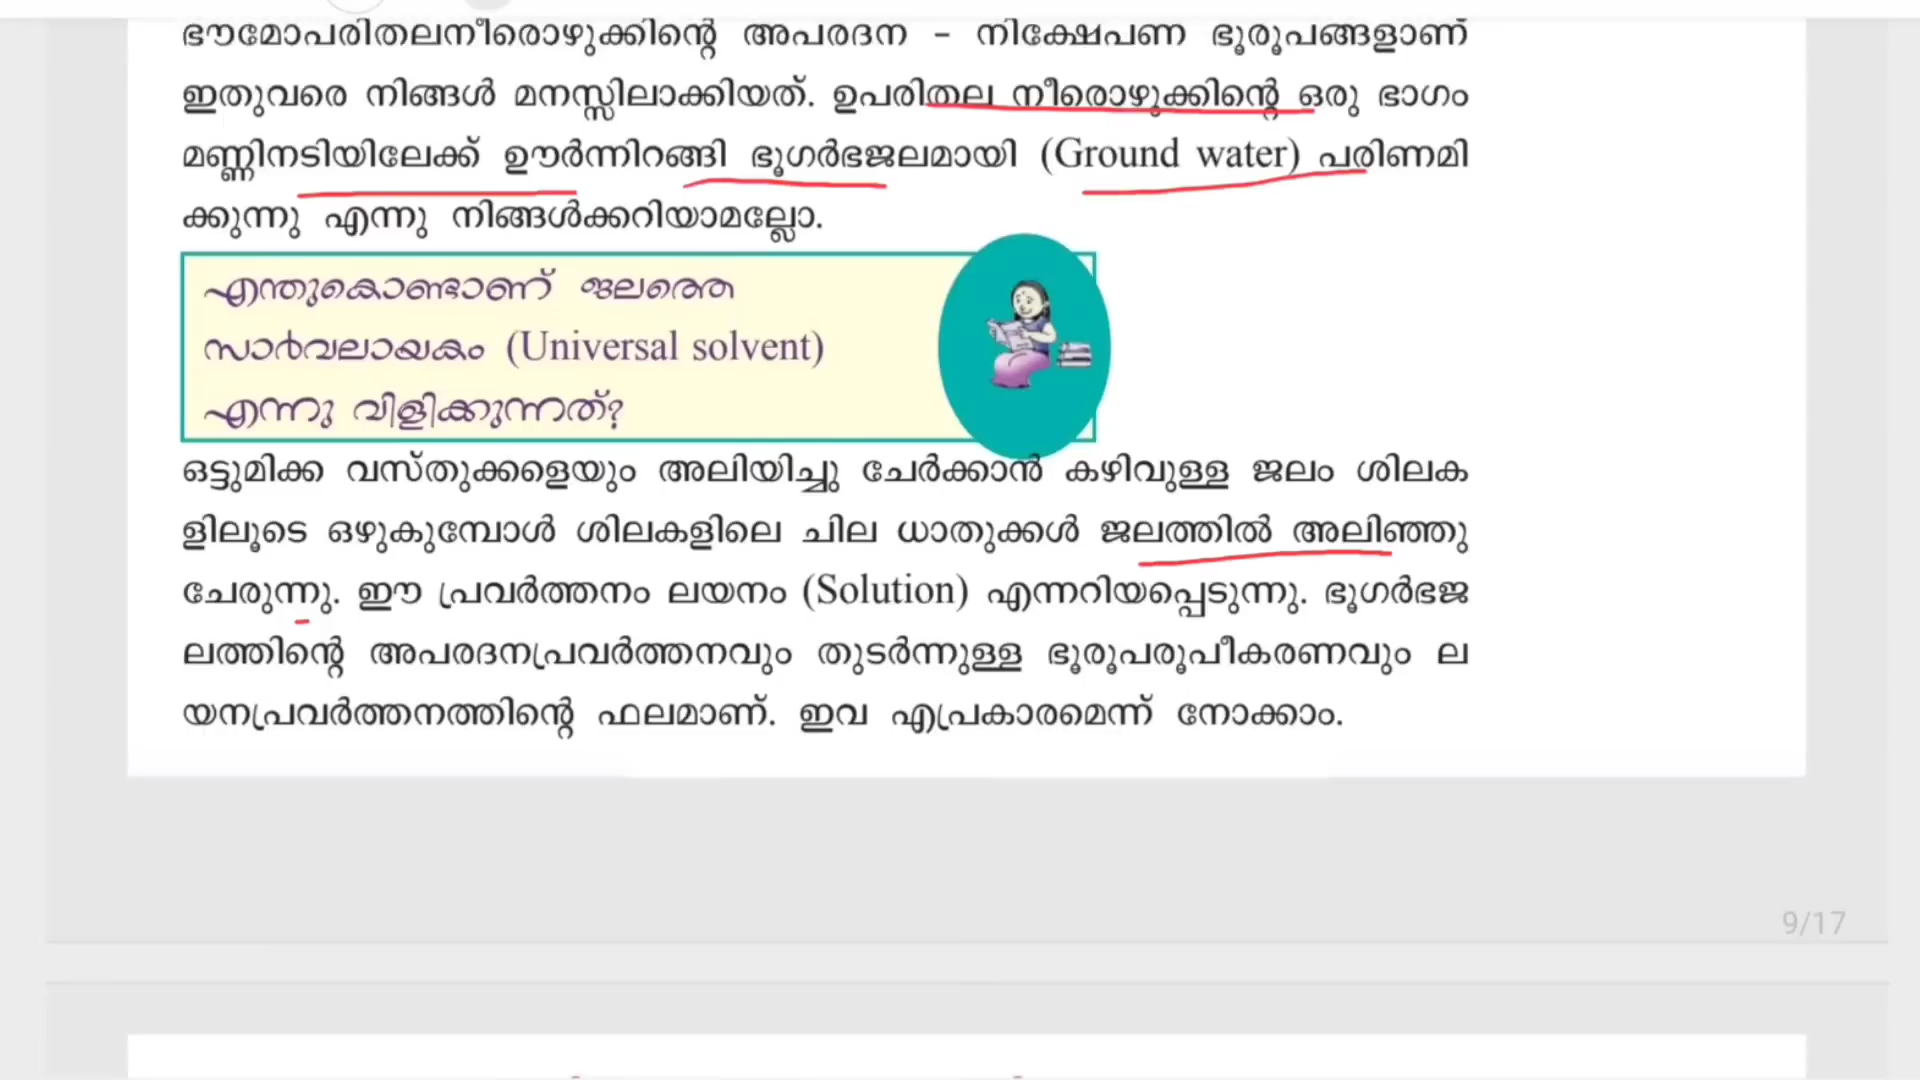 ഭൗമോപരിതലനീരൊഴുക്കിന്റെ അപരദന - നിക്ഷേപണ ഭൂരൂപങ്ങളാണ്
ഇതുവരെ നിങ്ങൾ മനസ്സിലാക്കിയത്. ഉപരിതല നീരൊഴുക്കിന്റെ ഒരു ഭാഗം
മണ്ണിനടിയിലേക്ക് ഊർന്നിറങ്ങി ഭൂഗർഭജലമായി (Ground water) പരിണമി
ക്കുന്നു എന്നു നിങ്ങൾക്കറിയാമല്ലോ.
എന്തുകൊണ്ടാണ് ജലത്തെ
സാർവലായകം (Universal solvent)
എന്നു വിളിക്കുന്നത്?
ഒട്ടുമിക്ക വസ്തുക്കളെയും അലിയിച്ചു ചേർക്കാൻ കഴിവുള്ള ജലം ശിലക
ളിലൂടെ ഒഴുകുമ്പോൾ ശിലകളിലെ ചില ധാതുക്കൾ ജലത്തിൽ അലിഞ്ഞു
ചേരുന്നു. ഈ പ്രവർത്തനം ലയനം (Solution) എന്നറിയപ്പെടുന്നു. ഭൂഗർഭജ
ലത്തിന്റെ അപരദനപ്രവർത്തനവും തുടർന്നുള്ള ഭൂരൂപരൂപീകരണവും ല
യനപ്രവർത്തനത്തിന്റെ ഫലമാണ്. ഇവ എപ്രകാരമെന്ന് നോക്കാം.
9/17